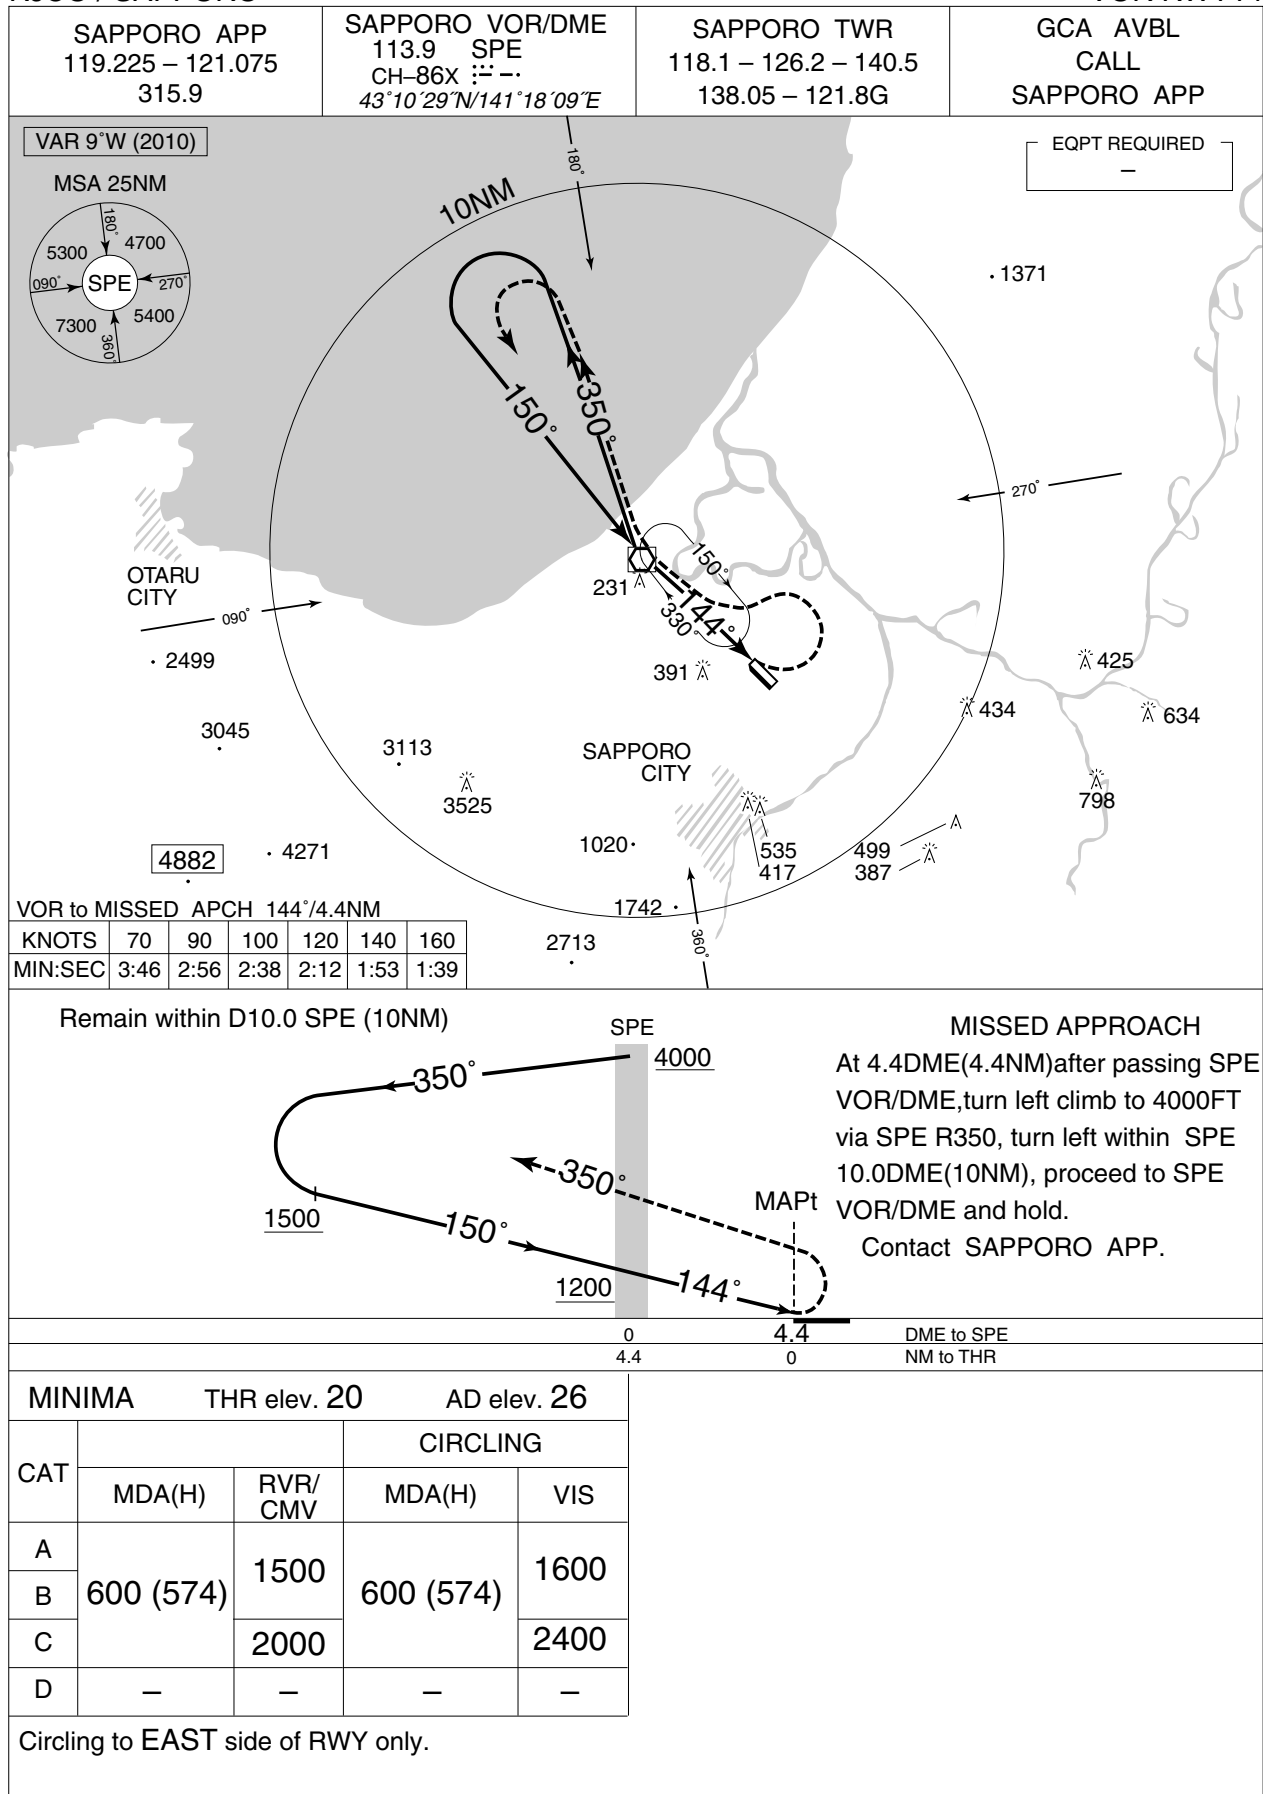 SAPPORO APP
119.225 – 121.075
315.9
SAPPORO VOR/DME
113.9 SPE
CH–86X
43°10´29˝N/141°18´09˝E
SAPPORO TWR
118.1 – 126.2 – 140.5
138.05 – 121.8G
GCA AVBL
CALL
SAPPORO APP
VAR 9°W (2010)
MSA 25NM
180°
5300
4700
090°
SPE
270°
7300
5400
360°
EQPT REQUIRED
–
180°
10NM
1371
150°
350°
270°
OTARU
CITY
090°
231
150°
330°
144°
2499
391
425
434
634
3045
3113
3525
SAPPORO
CITY
798
1020
535
417
499
387
4882
4271
1742
360°
2713
VOR to MISSED APCH 144°/4.4NM
KNOTS 70 90 100 120 140 160
MIN:SEC 3:46 2:56 2:38 2:12 1:53 1:39
Remain within D10.0 SPE (10NM)
SPE
4000
350°
350°
1500
150°
1200
144°
MAPt
MISSED APPROACH
At 4.4DME(4.4NM)after passing SPE
VOR/DME,turn left climb to 4000FT
via SPE R350, turn left within SPE
10.0DME(10NM), proceed to SPE
VOR/DME and hold.
Contact SAPPORO APP.
0 4.4 DME to SPE
4.4 0 NM to THR
MINIMA THR elev. 20 AD elev. 26
CAT
CIRCLING
MDA(H) RVR/
CMV MDA(H) VIS
A
B
C
600 (574)
1500
2000
600 (574)
1600
2400
D – – – –
Circling to EAST side of RWY only.